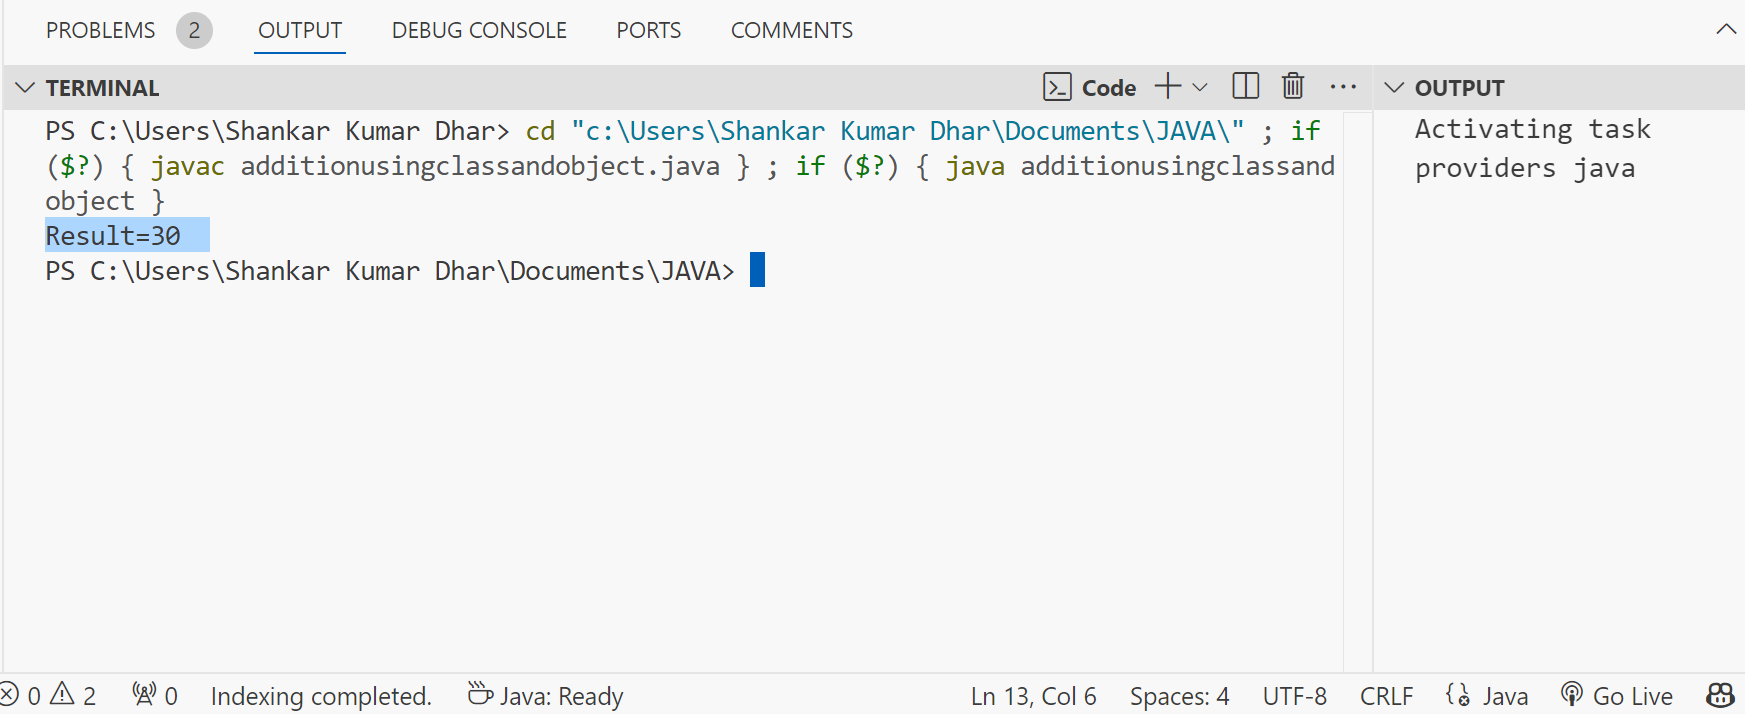 PROBLEMS 2 OUTPUT DEBUG CONSOLE PORTS COMMENTS
TERMINAL Code
PS C:\Users\Shankar Kumar Dhar> cd "c:\Users\Shankar Kumar Dhar\Documents\JAVA\" ; if
($?) { javac additionusingclassandobject.java } ; if ($?) { java additionusingclassand
object }
Result=30
PS C:\Users\Shankar Kumar Dhar\Documents\JAVA>
OUTPUT
Activating task
providers java
0 2 0 Indexing completed. Java: Ready Ln 13, Col 6 Spaces: 4 UTF-8 CRLF Java Go Live